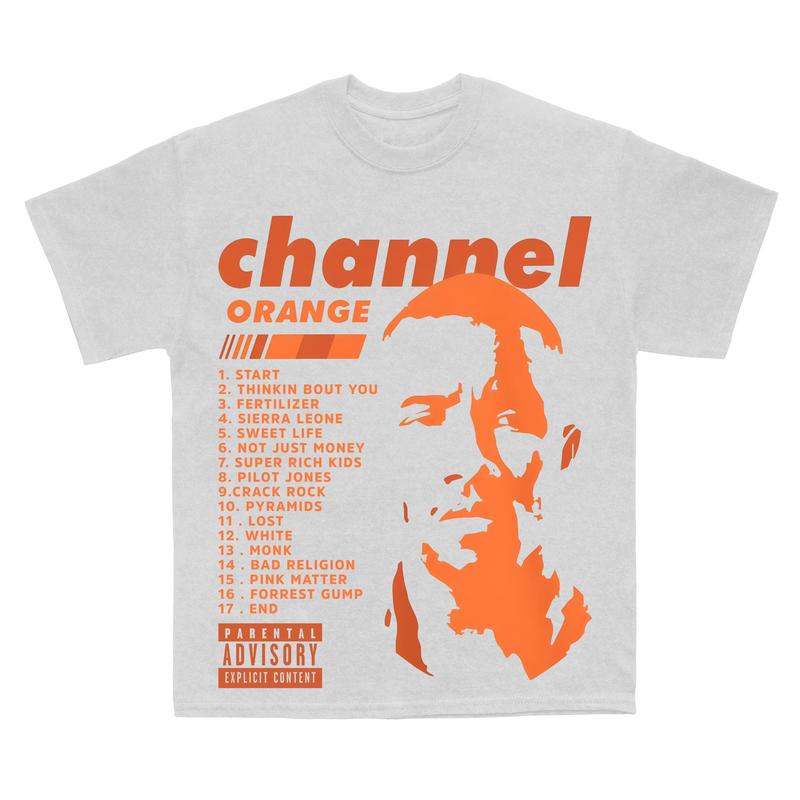 channel
ORANGE
1. START
2. THINKIN BOUT YOU
3. FERTILIZER
4. SIERRA LEONE
5. SWEET LIFE
6. NOT JUST MONEY
7. SUPER RICH KIDS
8. PILOT JONES
9.CRACK ROCK
10. PYRAMIDS
11 . LOST
12. WHITE
13 . MONK
14 . BAD RELIGION
15 . PINK MATTER
16 . FORREST GUMP
17 . END
PARENTAL
ADVISORY
EXPLICIT CONTENT